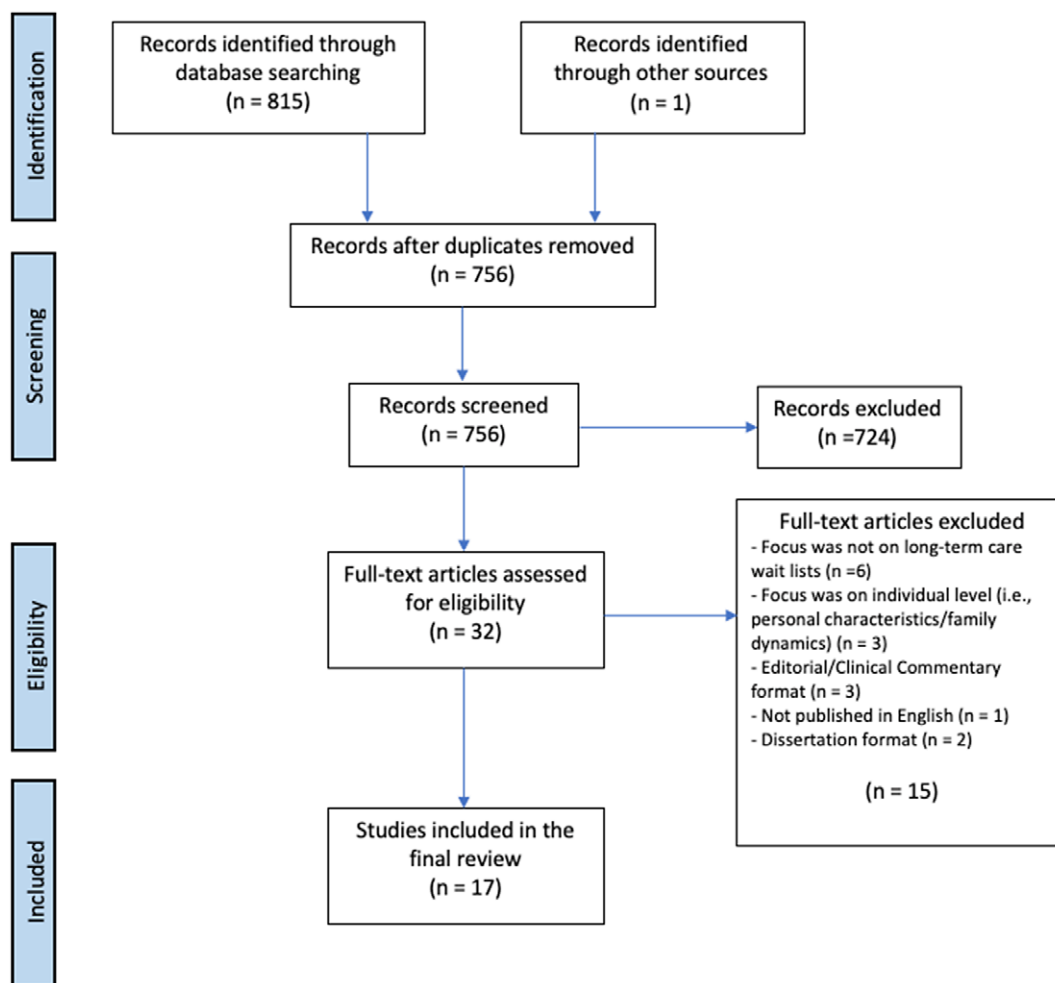 Identification
Records identified through
database searching
(n = 815)
Records identified
through other sources
(n = 1)
Records after duplicates removed
(n = 756)
Screening
Records screened
(n = 756)
Records excluded
(n =724)
Eligibility
Full-text articles assessed
for eligibility
(n = 32)
Full-text articles excluded
- Focus was not on long-term care
wait lists (n =6)
- Focus was on individual level (i.e.,
personal characteristics/family
dynamics) (n = 3)
- Editorial/Clinical Commentary
format (n = 3)
- Not published in English (n = 1)
- Dissertation format (n = 2)
(n = 15)
Included
Studies included in the
final review
(n = 17)